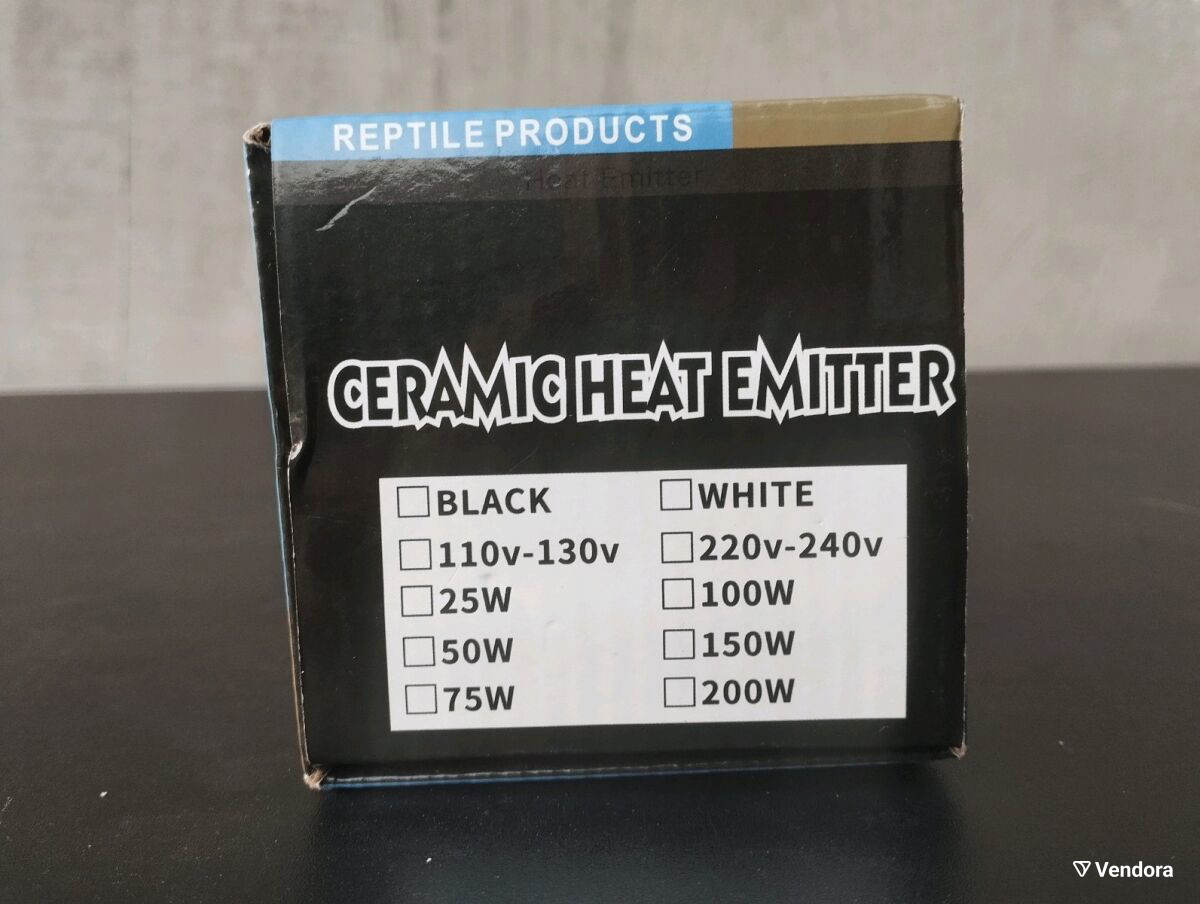 REPTILE PRODUCTS
Heat Emitter
CERAMIC HEAT EMITTER
BLACK
WHITE
110v-130v
220v-240v
25W
100W
50W
150W
75W
200W
Vendora